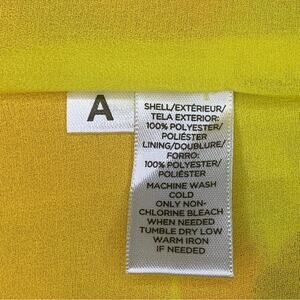 A
SHELL/EXTÉRIEUR/
TELA EXTERIOR:
100% POLYESTER/
POLIÉSTER
LINING/DOUBLURE/
FORRO:
100% POLYESTER/
POLIÉSTER
MACHINE WASH
COLD
ONLY NON-
CHLORINE BLEACH
WHEN NEEDED
TUMBLE DRY LOW
WARM IRON
IF NEEDED